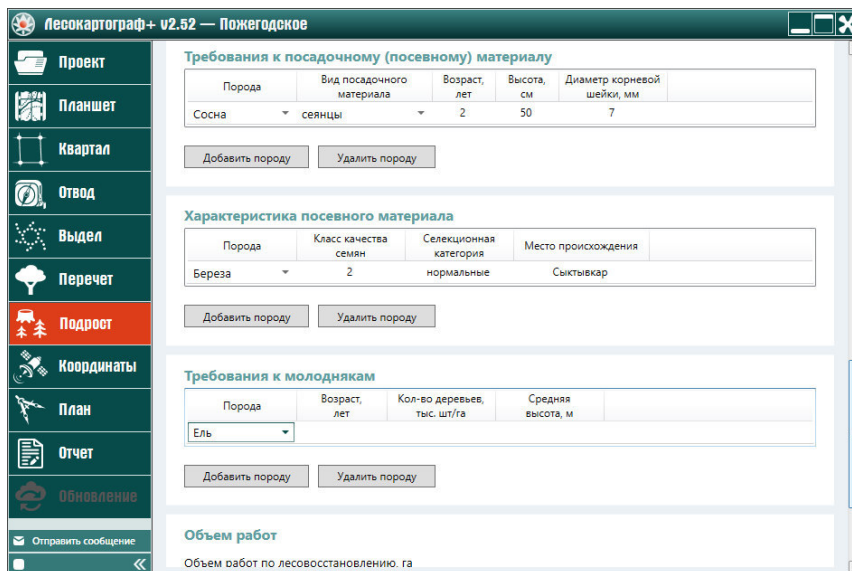 Лесокартограф+ v2.52 — Пожегодское
Проект
Планшет
Квартал
Отвод
Выдел
Перечет
Подрост
Координаты
План
Отчет
Обновление
Отправить сообщение
Требования к посадочному (посевному) материалу
Порода Вид посадочного материала Возраст, лет Высота, см Диаметр корневой шейки, мм
Сосна сеянцы 2 50 7
Добавить породу Удалить породу
Характеристика посевного материала
Порода Класс качества семян Селекционная категория Место происхождения
Береза 2 нормальные Сыктывкар
Добавить породу Удалить породу
Требования к молоднякам
Порода Возраст, лет Кол-во деревьев, тыс. шт/га Средняя высота, м
Ель
Добавить породу Удалить породу
Объем работ
Объем работ по лесовосстановлению, га